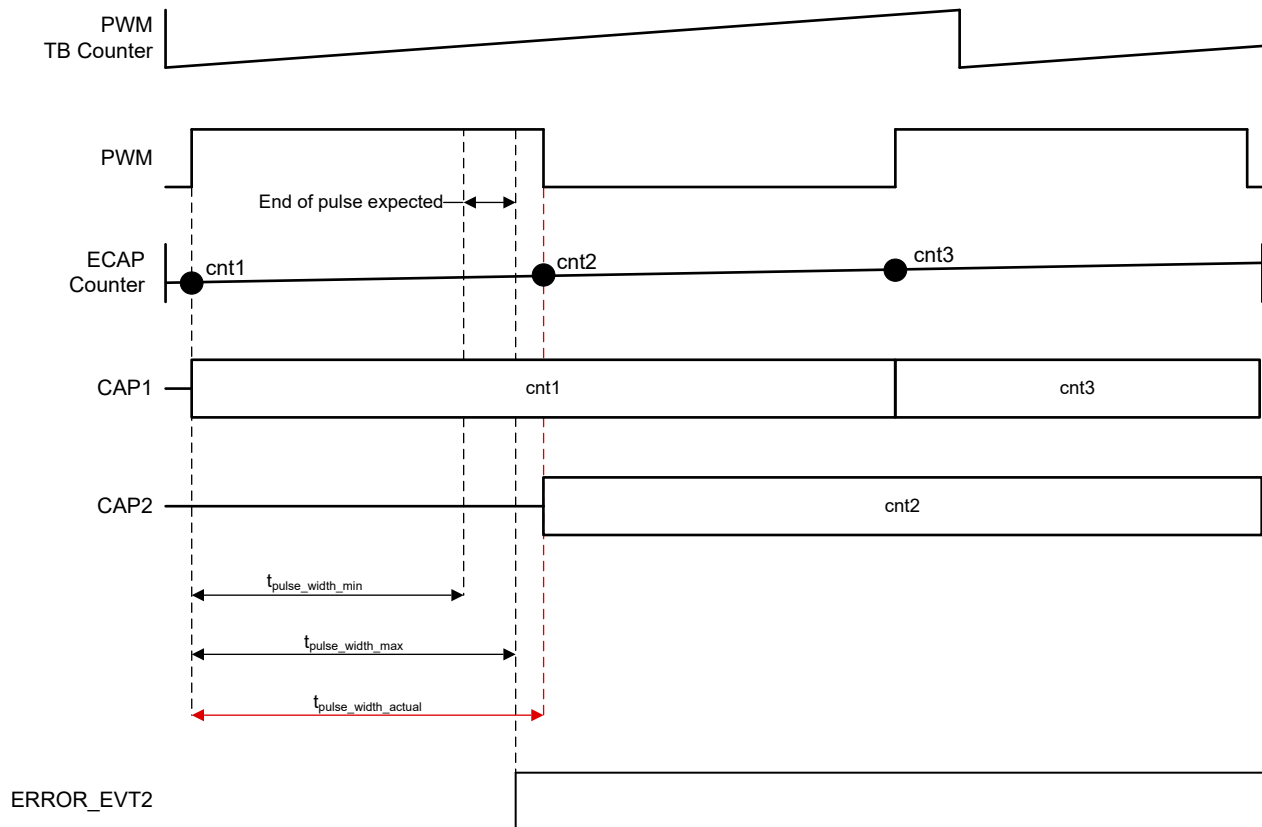 PWM
TB Counter
PWM
End of pulse expected
ECAP
Counter
cnt1
cnt2
cnt3
CAP1
cnt1
cnt3
CAP2
cnt2
tpulse_width_min
tpulse_width_max
tpulse_width_actual
ERROR_EVT2